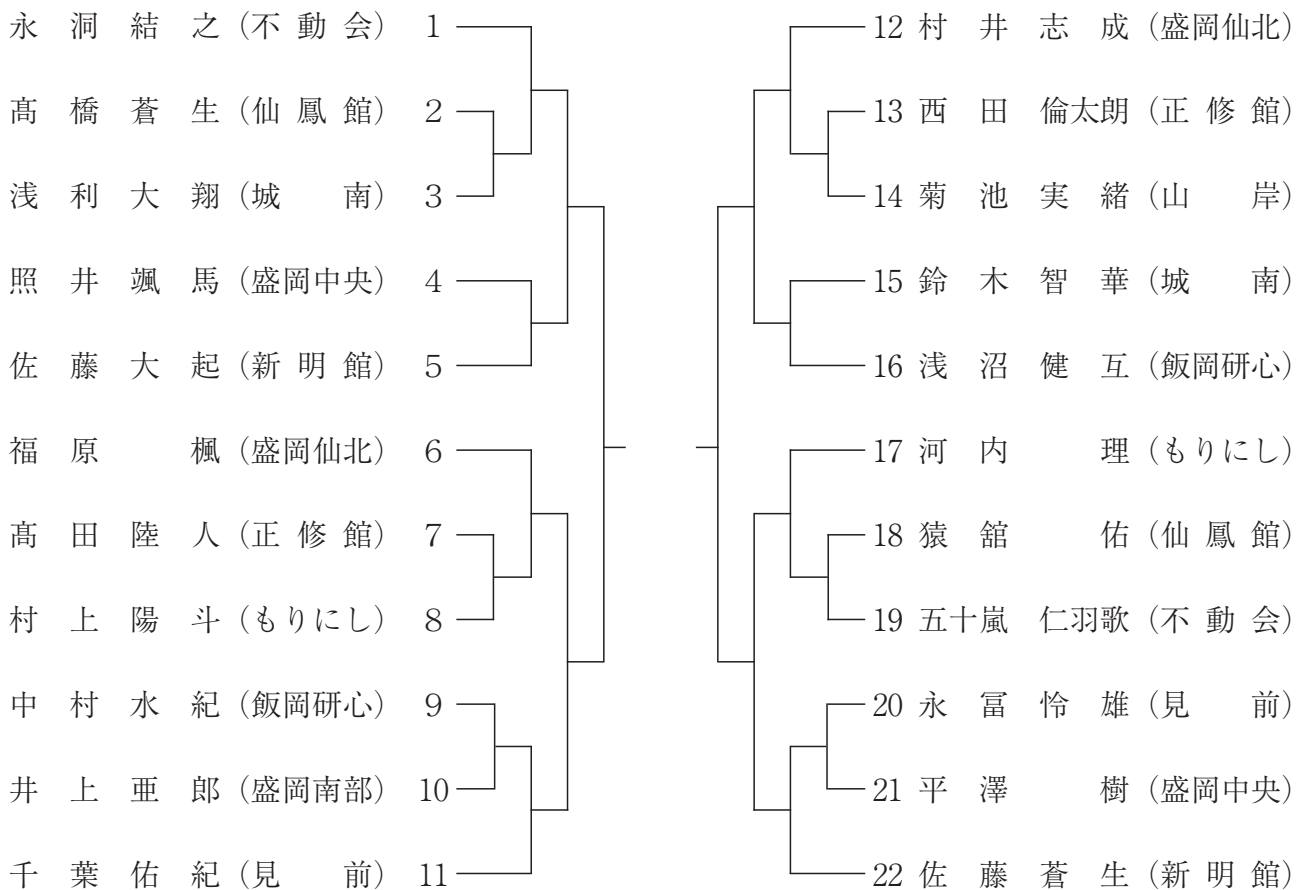 永洞結之(不動会) 1
髙橋蒼生(仙鳳館) 2
浅利大翔(城南) 3
照井颯馬(盛岡中央) 4
佐藤大起(新明館) 5
福原楓(盛岡仙北) 6
髙田陸人(正修館) 7
村上陽斗(もりにし) 8
中村水紀(飯岡研心) 9
井上亜郎(盛岡南部) 10
千葉佑紀(見前) 11
12 村井志成(盛岡仙北)
13 西田倫太朗(正修館)
14 菊池実緒(山岸)
15 鈴木智華(城南)
16 浅沼健互(飯岡研心)
17 河内理(もりにし)
18 猿舘佑(仙鳳館)
19 五十嵐仁羽歌(不動会)
20 永冨怜雄(見前)
21 平澤樹(盛岡中央)
22 佐藤蒼生(新明館)